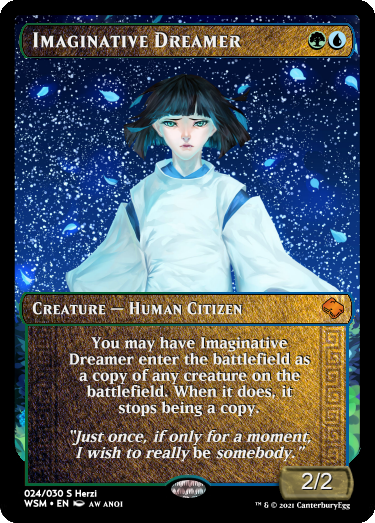 Imaginative Dreamer
Creature — Human Citizen
You may have Imaginative
Dreamer enter the battlefield as
a copy of any creature on the
battlefield. When it does, it
stops being a copy.
"Just once, if only for a moment,
I wish to really be somebody."
2/2
024/030 S Herzl
WSM • EN AW ANOI
™ & © 2021 CanterburyEgg